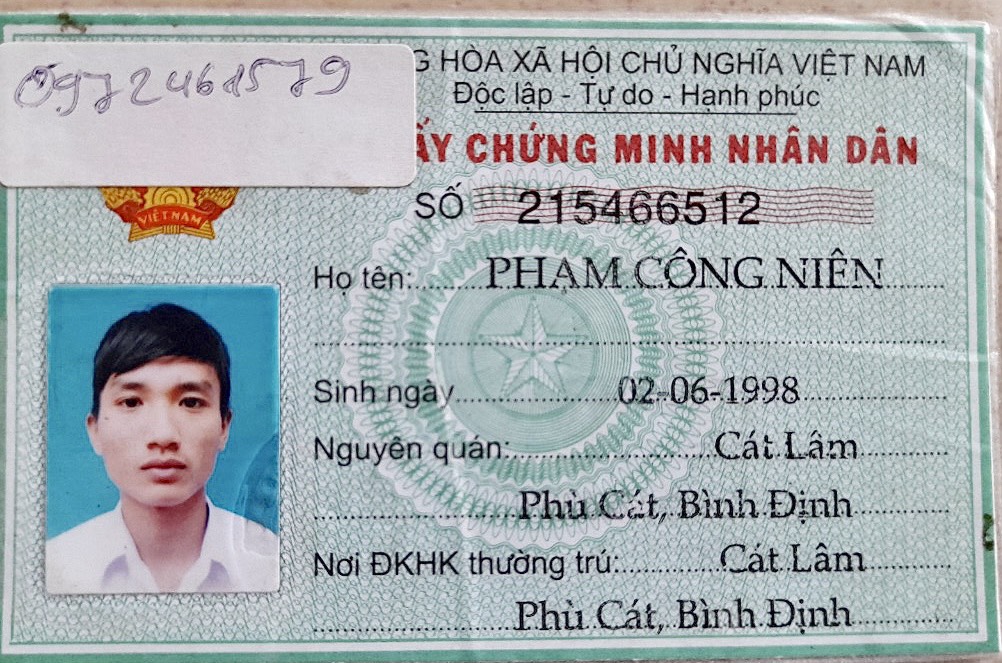 0972461579
G HÒA XÃ HỘI CHỦ NGHĨA VIỆT NAM
Độc lập - Tự do - Hạnh phúc
ẤY CHỨNG MINH NHÂN DÂN
VIỆT NAM
SỐ 215466512
Họ tên: PHẠM CÔNG NIÊN
Sinh ngày 02-06-1998
Nguyên quán: Cát Lâm
Phù Cát, Bình Định
Nơi ĐKHK thường trú: Cát Lâm
Phù Cát, Bình Định